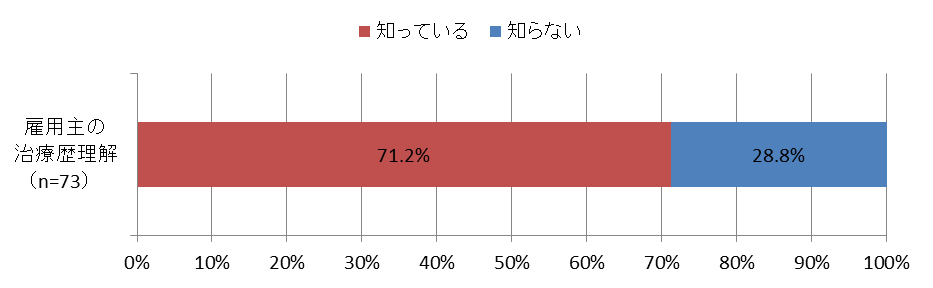 知っている 知らない
雇用主の
治療歴理解
（n=73）
71.2% 28.8%
0% 10% 20% 30% 40% 50% 60% 70% 80% 90% 100%